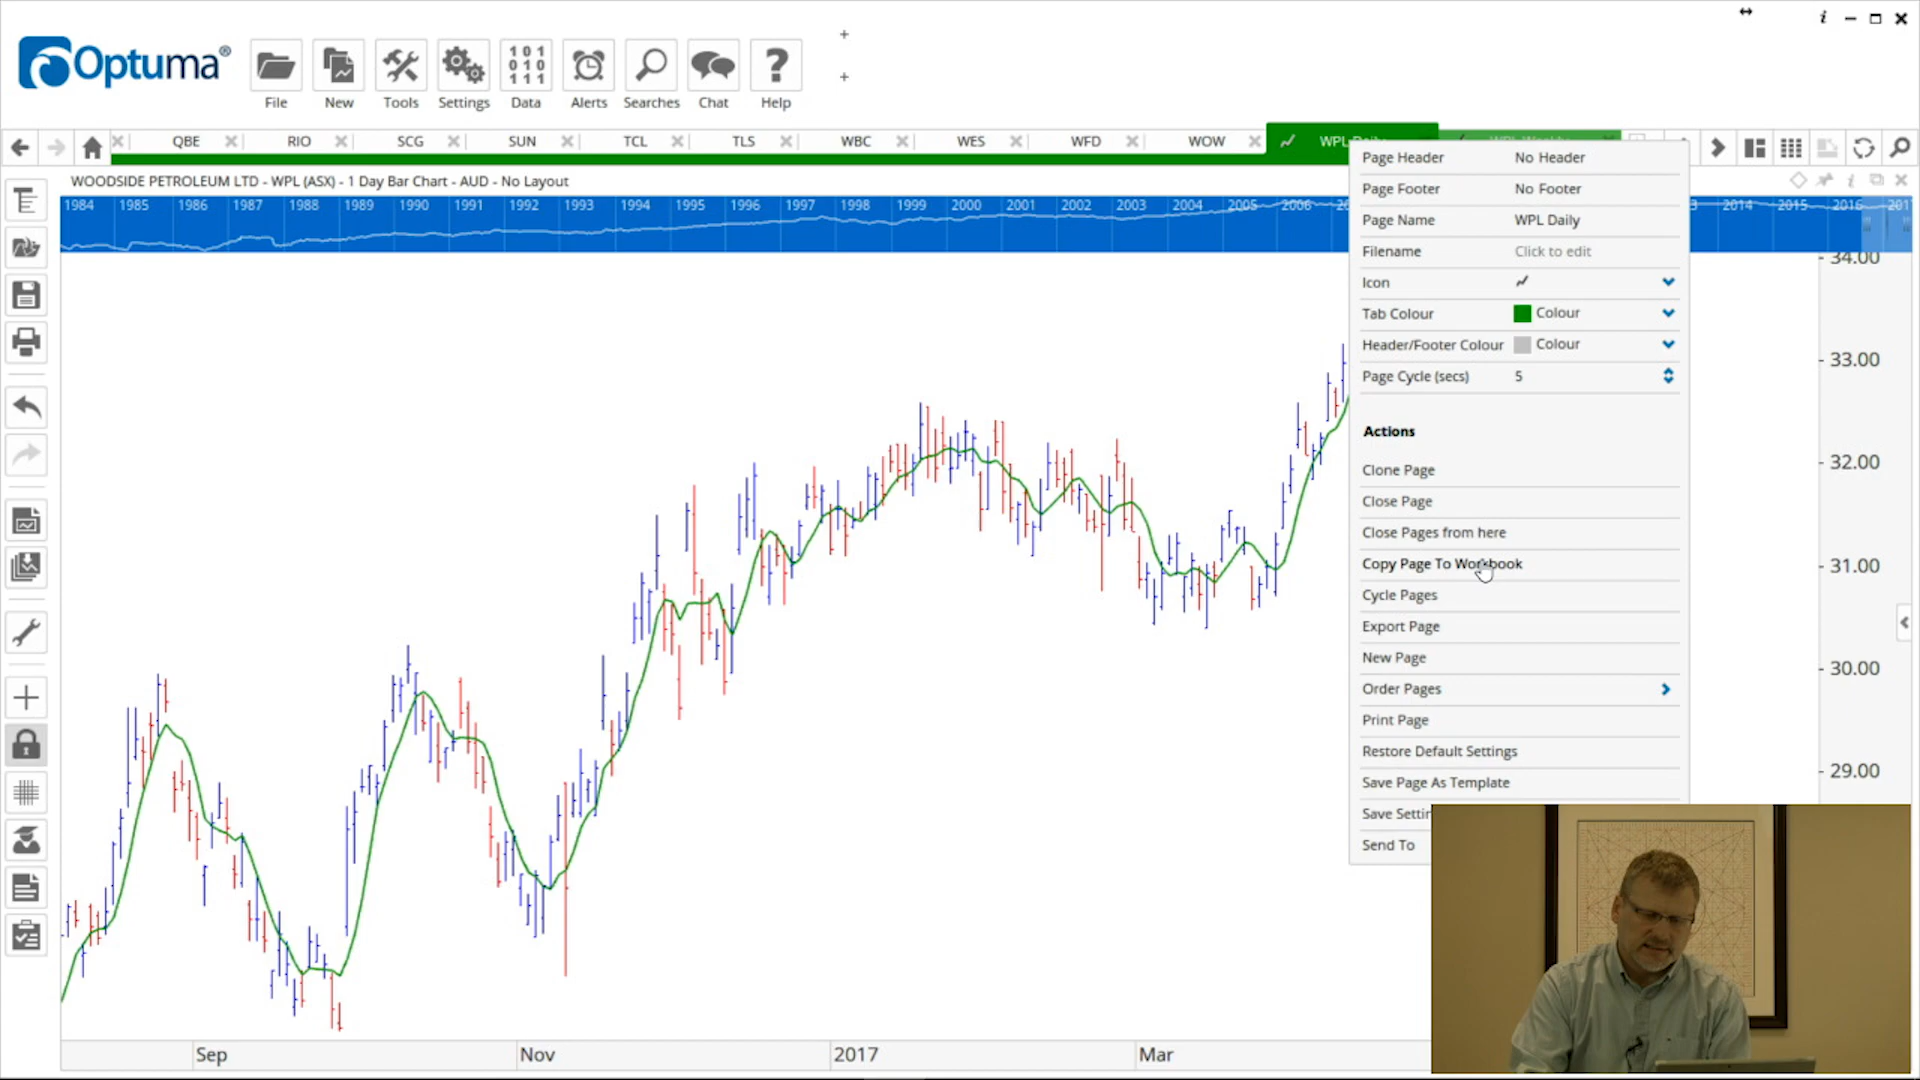 i
Optuma®
101
010
111
?
File New Tools Settings Data Alerts Searches Chat Help
QBE RIO SCG SUN TCL TLS WBC WES WFD WOW WPL Daily WPL Weekly
WOODSIDE PETROLEUM LTD - WPL (ASX) - 1 Day Bar Chart - AUD - No Layout
i
1984 1985 1986 1987 1988 1989 1990 1991 1992 1993 1994 1995 1996 1997 1998 1999 2000 2001 2002 2003 2004 2005 2006 2014 2015 2016 2017
34.00
33.00
32.00
31.00
30.00
29.00
Page Header No Header
Page Footer No Footer
Page Name WPL Daily
Filename Click to edit
Icon
Tab Colour Colour
Header/Footer Colour Colour
Page Cycle (secs) 5
Actions
Clone Page
Close Page
Close Pages from here
Copy Page To Workbook
Cycle Pages
Export Page
New Page
Order Pages
Print Page
Restore Default Settings
Save Page As Template
Save
Send To
Sep Nov 2017 Mar